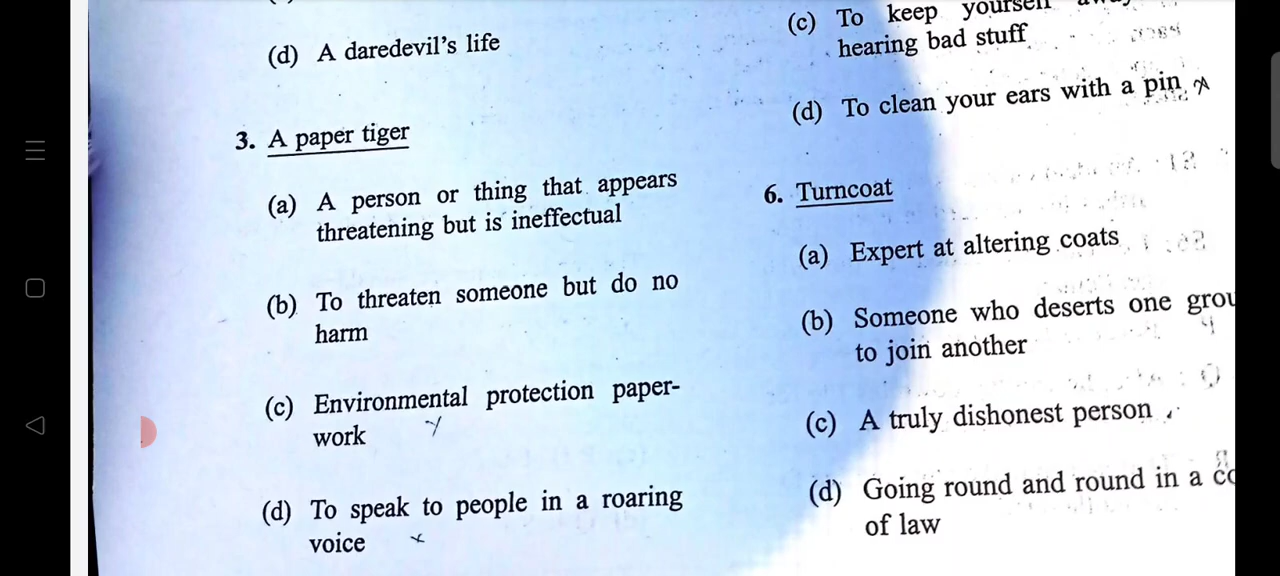 (d) A daredevil's life
3. A paper tiger
(a) A person or thing that appears
threatening but is ineffectual
(b) To threaten someone but do no
harm
(c) Environmental protection paper-
work
(d) To speak to people in a roaring
voice
(c) To keep yourself
hearing bad stuff
(d) To clean your ears with a pin
6. Turncoat
(a) Expert at altering coats
(b) Someone who deserts one grou
to join another
(c) A truly dishonest person
(d) Going round and round in a co
of law